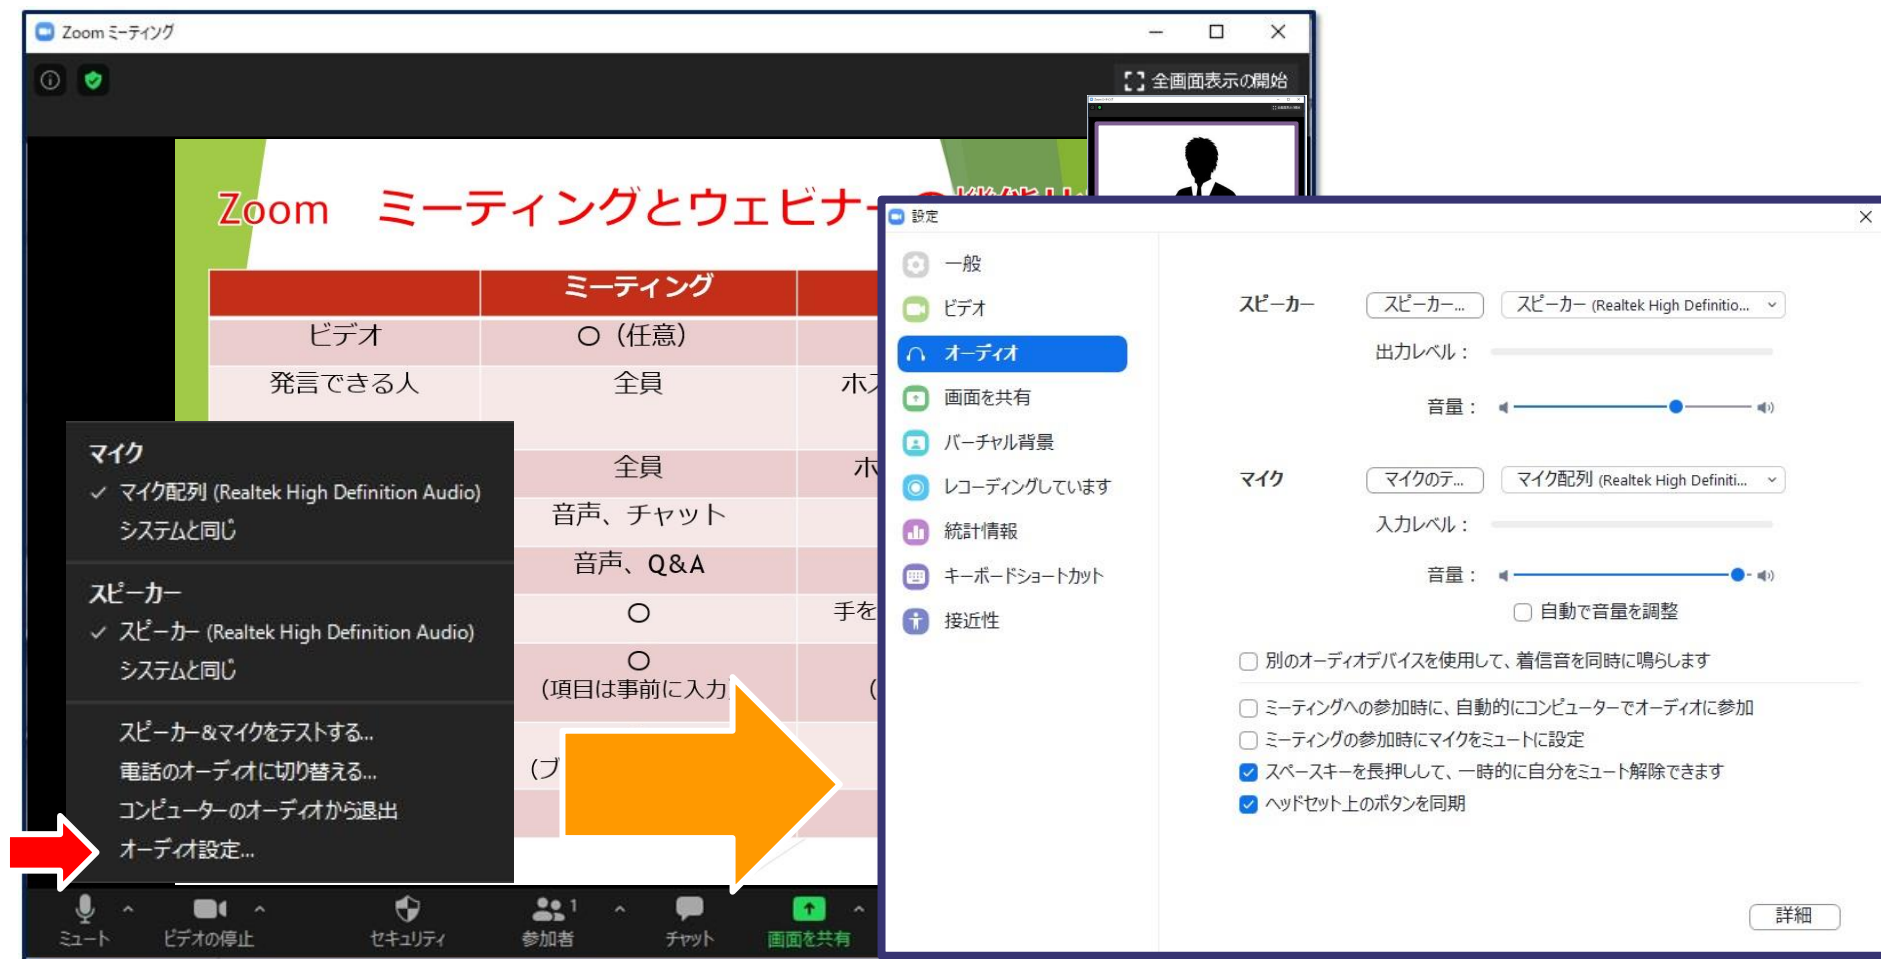 Zoom ミーティング
全画面表示の開始
Zoom ミーティングとウェビナー
ミーティング
ビデオ
〇（任意）
発言できる人
全員
ホス
全員
ホ
音声、チャット
音声、Q&A
〇
手を
〇
(項目は事前に入力
(
(ブ
マイク
✓ マイク配列 (Realtek High Definition Audio)
システムと同じ
スピーカー
✓ スピーカー (Realtek High Definition Audio)
システムと同じ
スピーカー&マイクをテストする...
電話のオーディオに切り替える...
コンピューターのオーディオから退出
オーディオ設定...
ミュート
ビデオの停止
セキュリティ
1
参加者
チャット
画面を共有
設定
一般
ビデオ
オーディオ
画面を共有
バーチャル背景
レコーディングしています
統計情報
キーボードショートカット
接近性
スピーカー
スピーカー...
スピーカー (Realtek High Definitio...
出力レベル：
音量：
マイク
マイクのテ...
マイク配列 (Realtek High Definiti...
入力レベル：
音量：
自動で音量を調整
別のオーディオデバイスを使用して、着信音を同時に鳴らします
ミーティングへの参加時に、自動的にコンピューターでオーディオに参加
ミーティングの参加時にマイクをミュートに設定
スペースキーを長押しして、一時的に自分をミュート解除できます
ヘッドセット上のボタンを同期
詳細